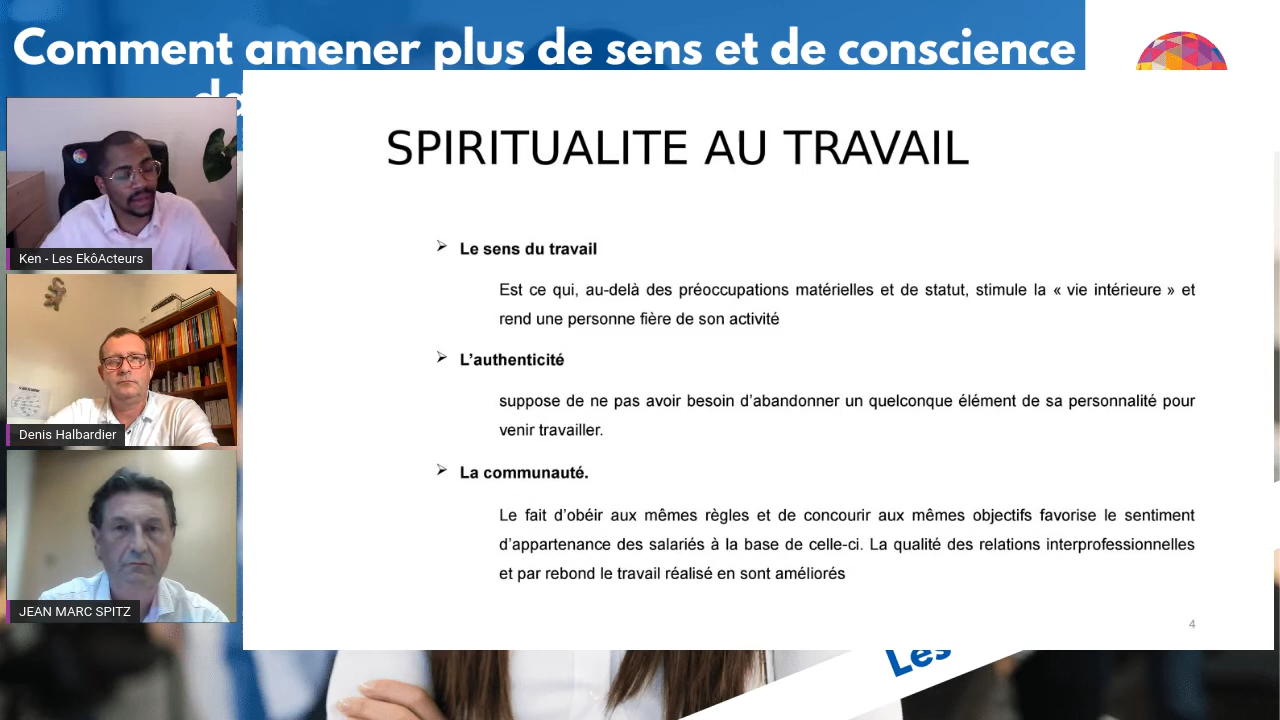 Comment amener plus de sens et de conscience
SPIRITUALITE AU TRAVAIL
Ken - Les EkôActeurs
Denis Halbardier
JEAN MARC SPITZ
➢ Le sens du travail
Est ce qui, au-delà des préoccupations matérielles et de statut, stimule la « vie intérieure » et
rend une personne fière de son activité
➢ L’authenticité
suppose de ne pas avoir besoin d’abandonner un quelconque élément de sa personnalité pour
venir travailler.
➢ La communauté.
Le fait d’obéir aux mêmes règles et de concourir aux mêmes objectifs favorise le sentiment
d’appartenance des salariés à la base de celle-ci. La qualité des relations interprofessionnelles
et par rebond le travail réalisé en sont améliorés
4
Les